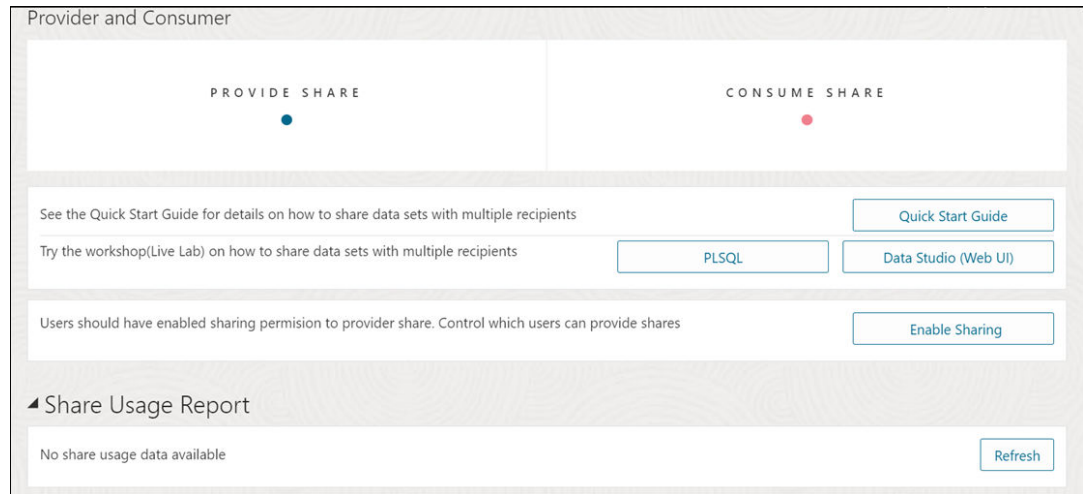 Provider and Consumer
PROVIDE SHARE
CONSUME SHARE
See the Quick Start Guide for details on how to share data sets with multiple recipients
Quick Start Guide
Try the workshop(Live Lab) on how to share data sets with multiple recipients
PLSQL
Data Studio (Web UI)
Users should have enabled sharing permision to provider share. Control which users can provide shares
Enable Sharing
Share Usage Report
No share usage data available
Refresh